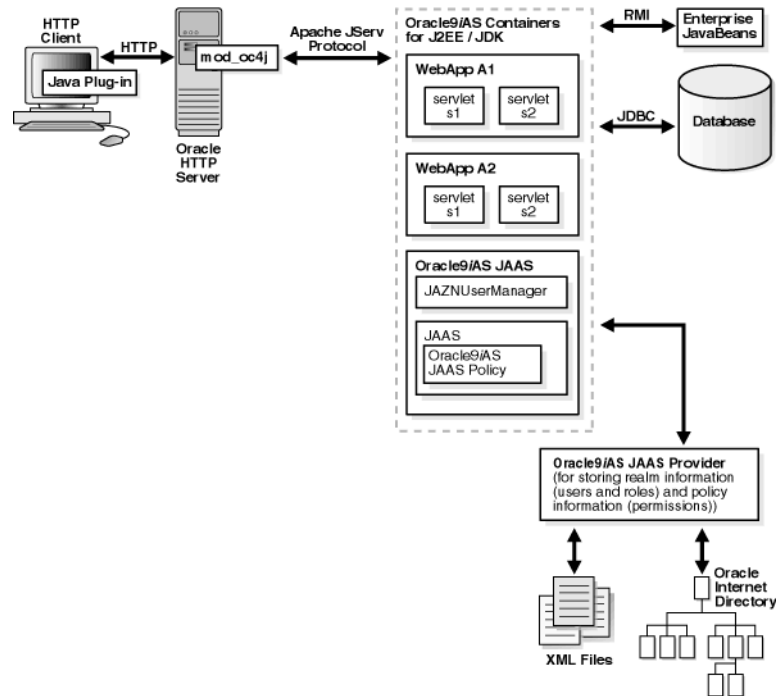 HTTP
Client
Java Plug-in
HTTP
mod_oc4j
Oracle
HTTP
Server
Apache JServ
Protocol
Oracle9iAS Containers
for J2EE / JDK
WebApp A1
servlet
s1
servlet
s2
WebApp A2
servlet
s1
servlet
s2
Oracle9iAS JAAS
JAZNUserManager
JAAS
Oracle9iAS
JAAS Policy
RMI
Enterprise
JavaBeans
JDBC
Database
Oracle9iAS JAAS Provider
(for storing realm information
(users and roles) and policy
information (permissions))
XML Files
Oracle
Internet
Directory